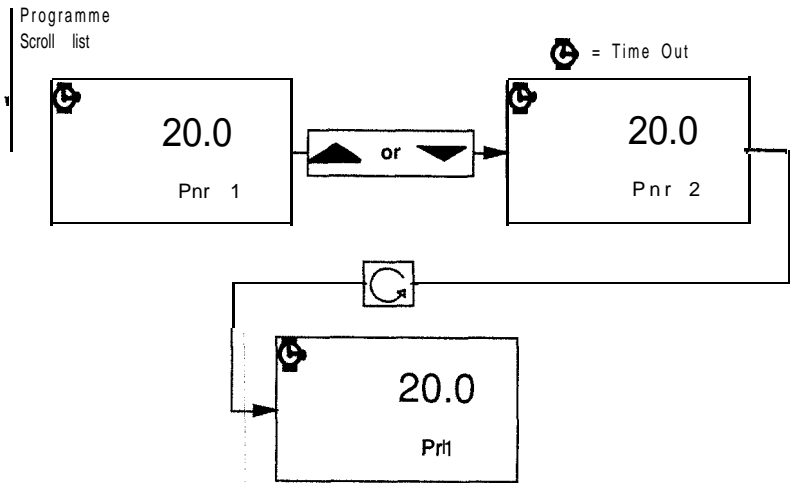 Programme
Scroll list
= Time Out
20.0
Pnr 1
or
20.0
Pnr 2
20.0